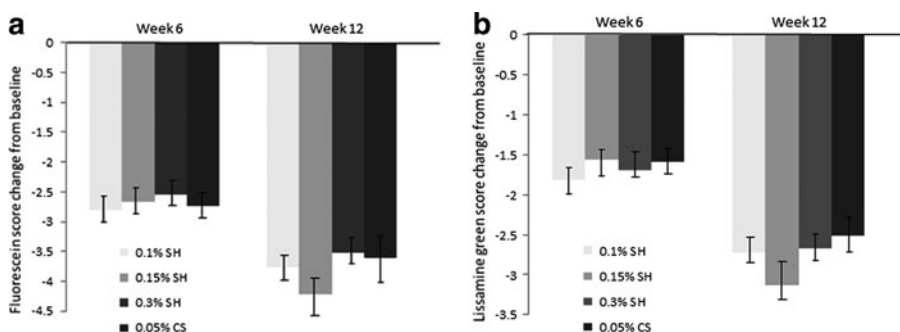 a
Week 6 Week 12
Fluorescein score change from baseline
0
-0.5
-1
-1.5
-2
-2.5
-3
-3.5
-4
-4.5
0.1% SH
0.15% SH
0.3% SH
0.05% CS
b
Week 6 Week 12
Lissamine green score change from baseline
0
-0.5
-1
-1.5
-2
-2.5
-3
-3.5
0.1% SH
0.15% SH
0.3% SH
0.05% CS